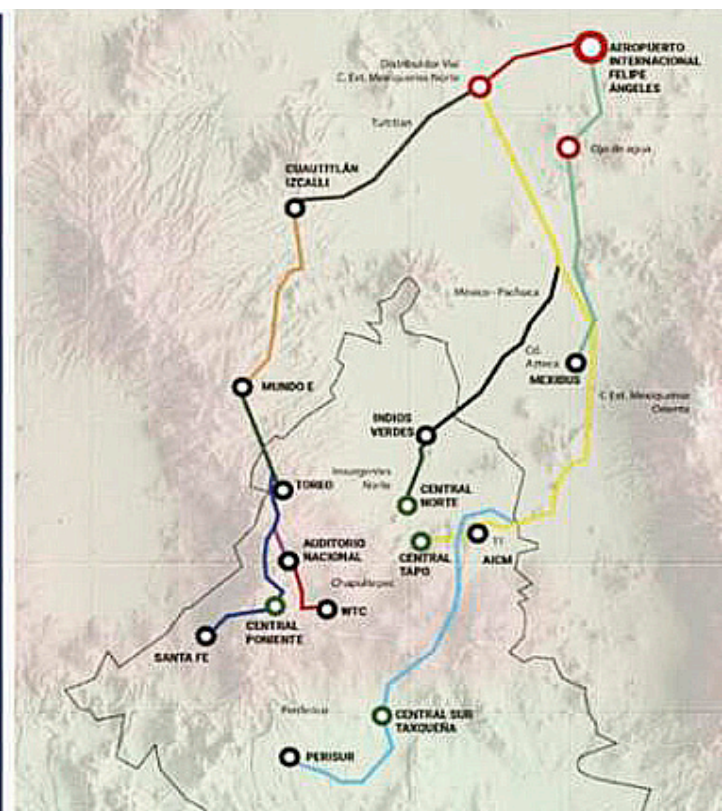 AEROPUERTO
INTERNACIONAL
FELIPE
ÁNGELES
Distribuidor Vial
C. Ext. Mexiquense Norte
Tultitlán
Ojo de agua
CUAUTITLÁN
IZCALLI
México - Pachuca
Cd.
Azteca
MEXIBUS
MUNDO E
C. Ext. Mexiquense
Oriente
INDIOS
VERDES
Insurgentes
Norte
TOREO
CENTRAL
NORTE
T1
AICM
CENTRAL
TAPO
AUDITORIO
NACIONAL
Chapultepec
WTC
CENTRAL
PONIENTE
SANTA FE
Periférico
CENTRAL SUR
TAXQUEÑA
PERISUR